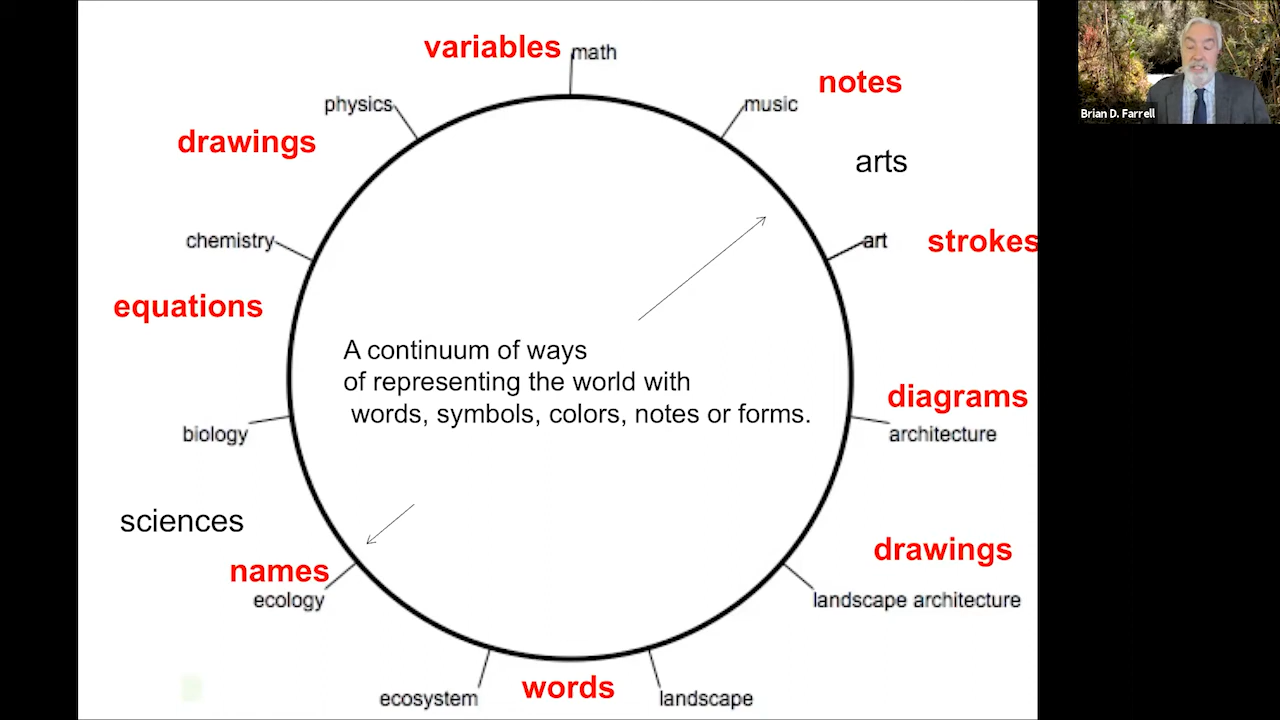 variables
math
music
notes
physics
drawings
arts
chemistry
art
strokes
equations
A continuum of ways
of representing the world with
words, symbols, colors, notes or forms.
diagrams
architecture
biology
sciences
drawings
names
ecology
landscape architecture
ecosystem
words
landscape
Brian D. Farrell